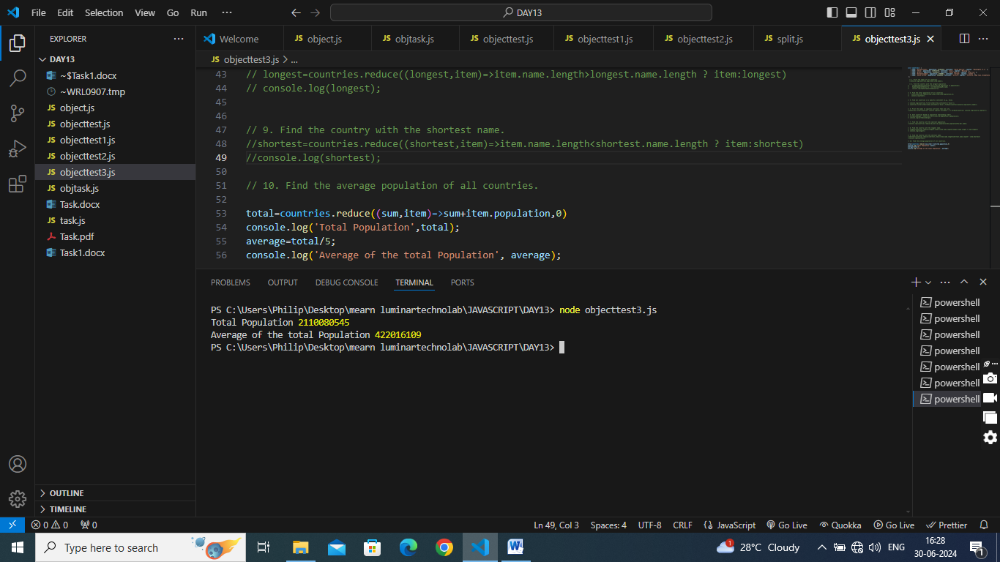 File Edit Selection View Go Run ··· DAY13
EXPLORER ···
DAY13
~$Task1.docx
~WRL0907.tmp
object.js
objecttest.js
objecttest1.js
objecttest2.js
objecttest3.js
objtask.js
Task.docx
task.js
Task.pdf
Task1.docx
OUTLINE
TIMELINE
Welcome JS object.js JS objtask.js JS objecttest.js JS objecttest1.js JS objecttest2.js JS split.js JS objecttest3.js
JS objecttest3.js > ...
43 // longest=countries.reduce((longest,item)=>item.name.length>longest.name.length ? item:longest)
44 // console.log(longest);
45
46
47 // 9. Find the country with the shortest name.
48 //shortest=countries.reduce((shortest,item)=>item.name.length<shortest.name.length ? item:shortest)
49 //console.log(shortest);
50
51 // 10. Find the average population of all countries.
52
53 total=countries.reduce((sum,item)=>sum+item.population,0)
54 console.log('Total Population',total);
55 average=total/5;
56 console.log('Average of the total Population', average);
PROBLEMS OUTPUT DEBUG CONSOLE TERMINAL PORTS
PS C:\Users\Philip\Desktop\mearn luminartechnolab\JAVASCRIPT\DAY13> node objecttest3.js
Total Population 2110080545
Average of the total Population 422016109
PS C:\Users\Philip\Desktop\mearn luminartechnolab\JAVASCRIPT\DAY13>
powershell
powershell
powershell
powershell
powershell
powershell
powershell
0 0 0 Ln 49, Col 3 Spaces: 4 UTF-8 CRLF JavaScript Go Live Quokka Go Live Prettier
Type here to search 28°C Cloudy ENG 16:28
30-06-2024